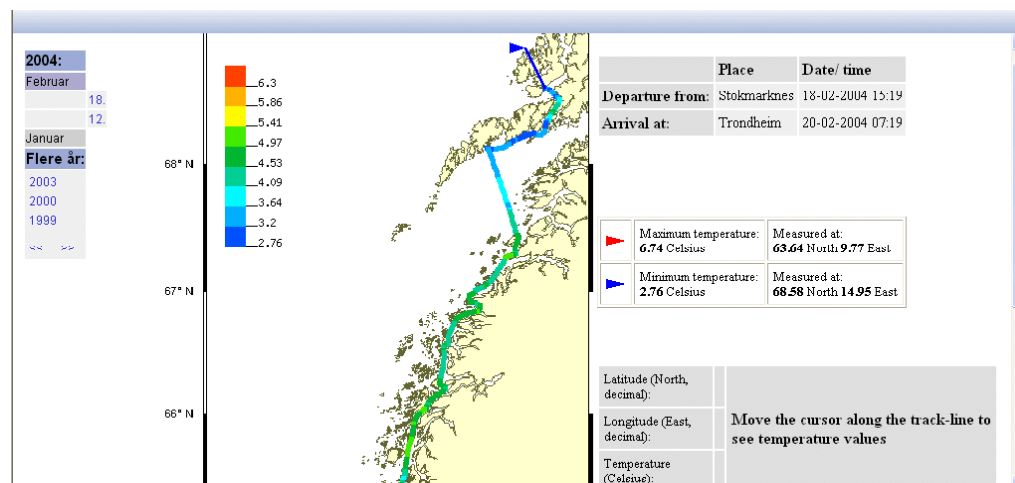 2004:
Februar
18.
12.
Januar
Flere år:
2003
2000
1999
<< >>
6.3
5.86
5.41
4.97
4.53
4.09
3.64
3.2
2.76
68° N
67° N
66° N
Place Date/ time
Departure from: Stokmarknes 18-02-2004 15:19
Arrival at: Trondheim 20-02-2004 07:19
Maximum temperature: Measured at:
6.74 Celsius 63.64 North 9.77 East
Minimum temperature: Measured at:
2.76 Celsius 68.58 North 14.95 East
Latitude (North,
decimal):
Longitude (East,
decimal):
Temperature
(Celsius):
Move the cursor along the track-line to
see temperature values